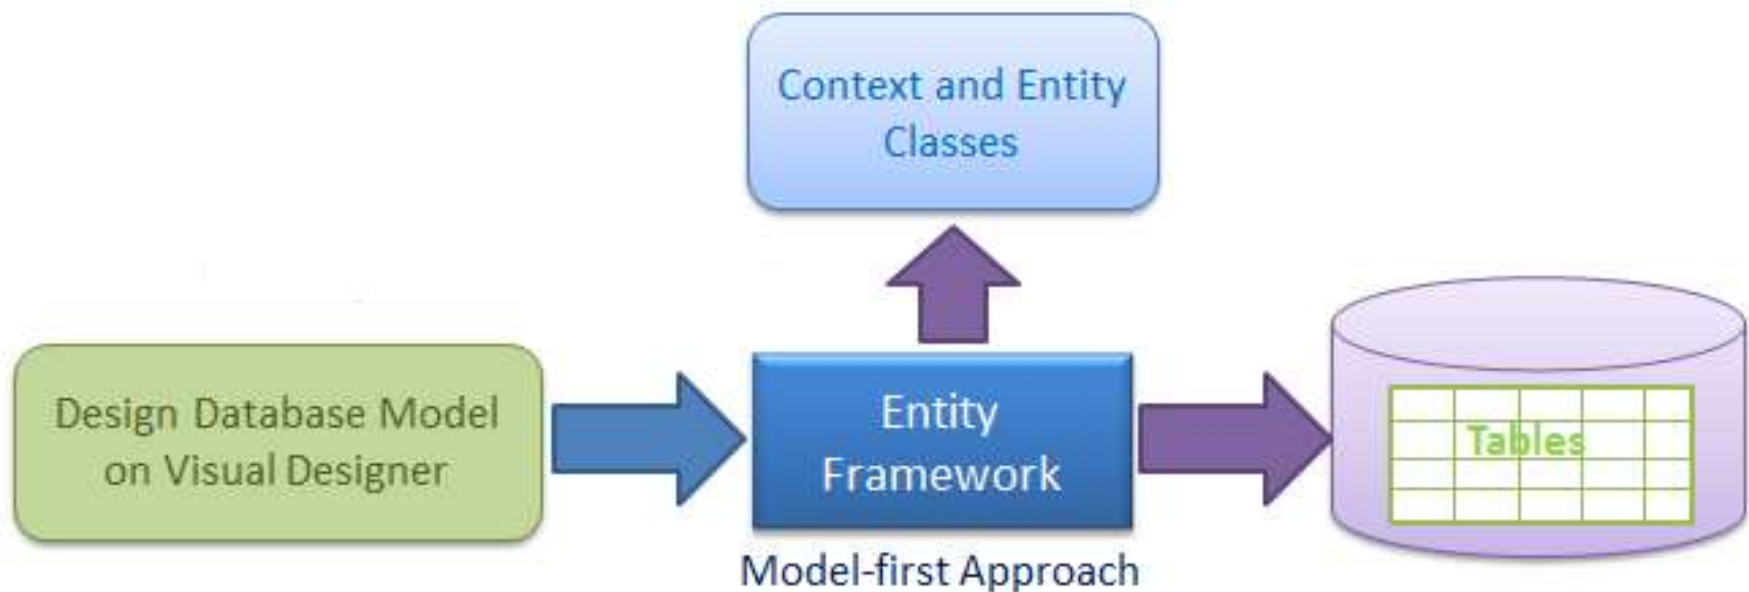 Context and Entity
Classes
Design Database Model
on Visual Designer
Entity
Framework
Tables
Model-first Approach